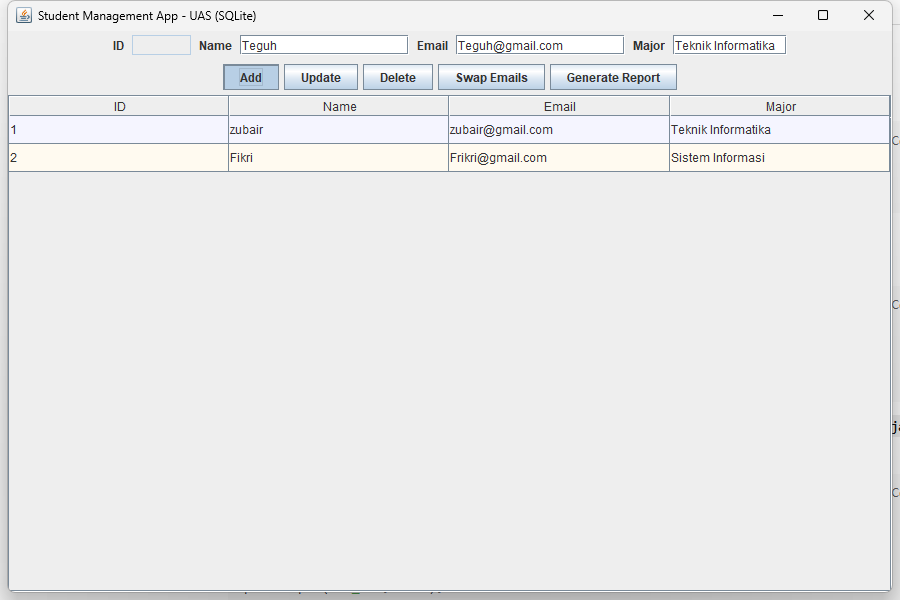 Student Management App - UAS (SQLite)
ID Name Teguh Email Teguh@gmail.com Major Teknik Informatika
Add Update Delete Swap Emails Generate Report
ID Name Email Major
1 zubair zubair@gmail.com Teknik Informatika
2 Fikri Frikri@gmail.com Sistem Informasi